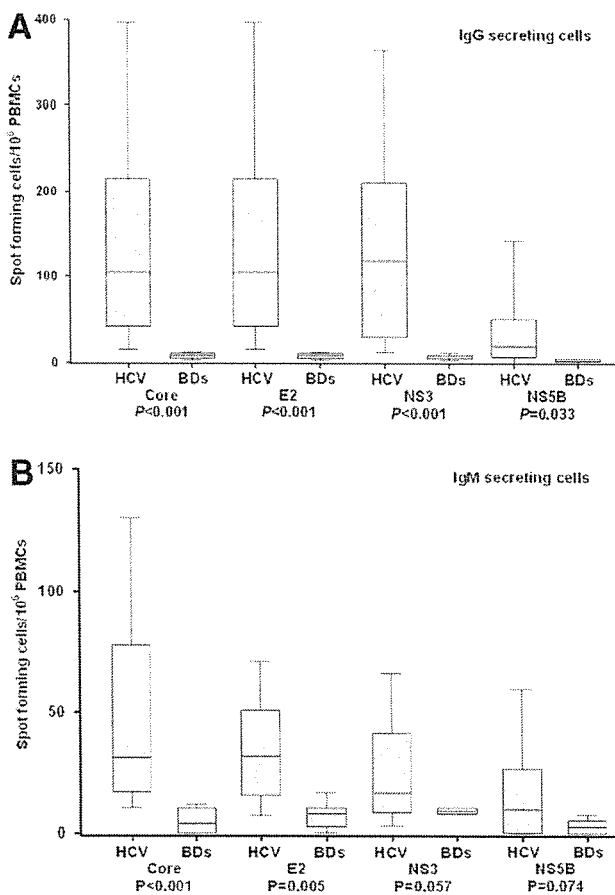 A
IgG secreting cells
Spot forming cells/10⁶ PBMCs
400
300
200
100
0
HCV BDs HCV BDs HCV BDs HCV BDs
Core E2 NS3 NS5B
P<0.001 P<0.001 P<0.001 P=0.033
B
IgM secreting cells
Spot forming cells/10⁶ PBMCs
150
100
50
0
HCV BDs HCV BDs HCV BDs HCV BDs
Core E2 NS3 NS5B
P<0.001 P=0.005 P=0.057 P=0.074